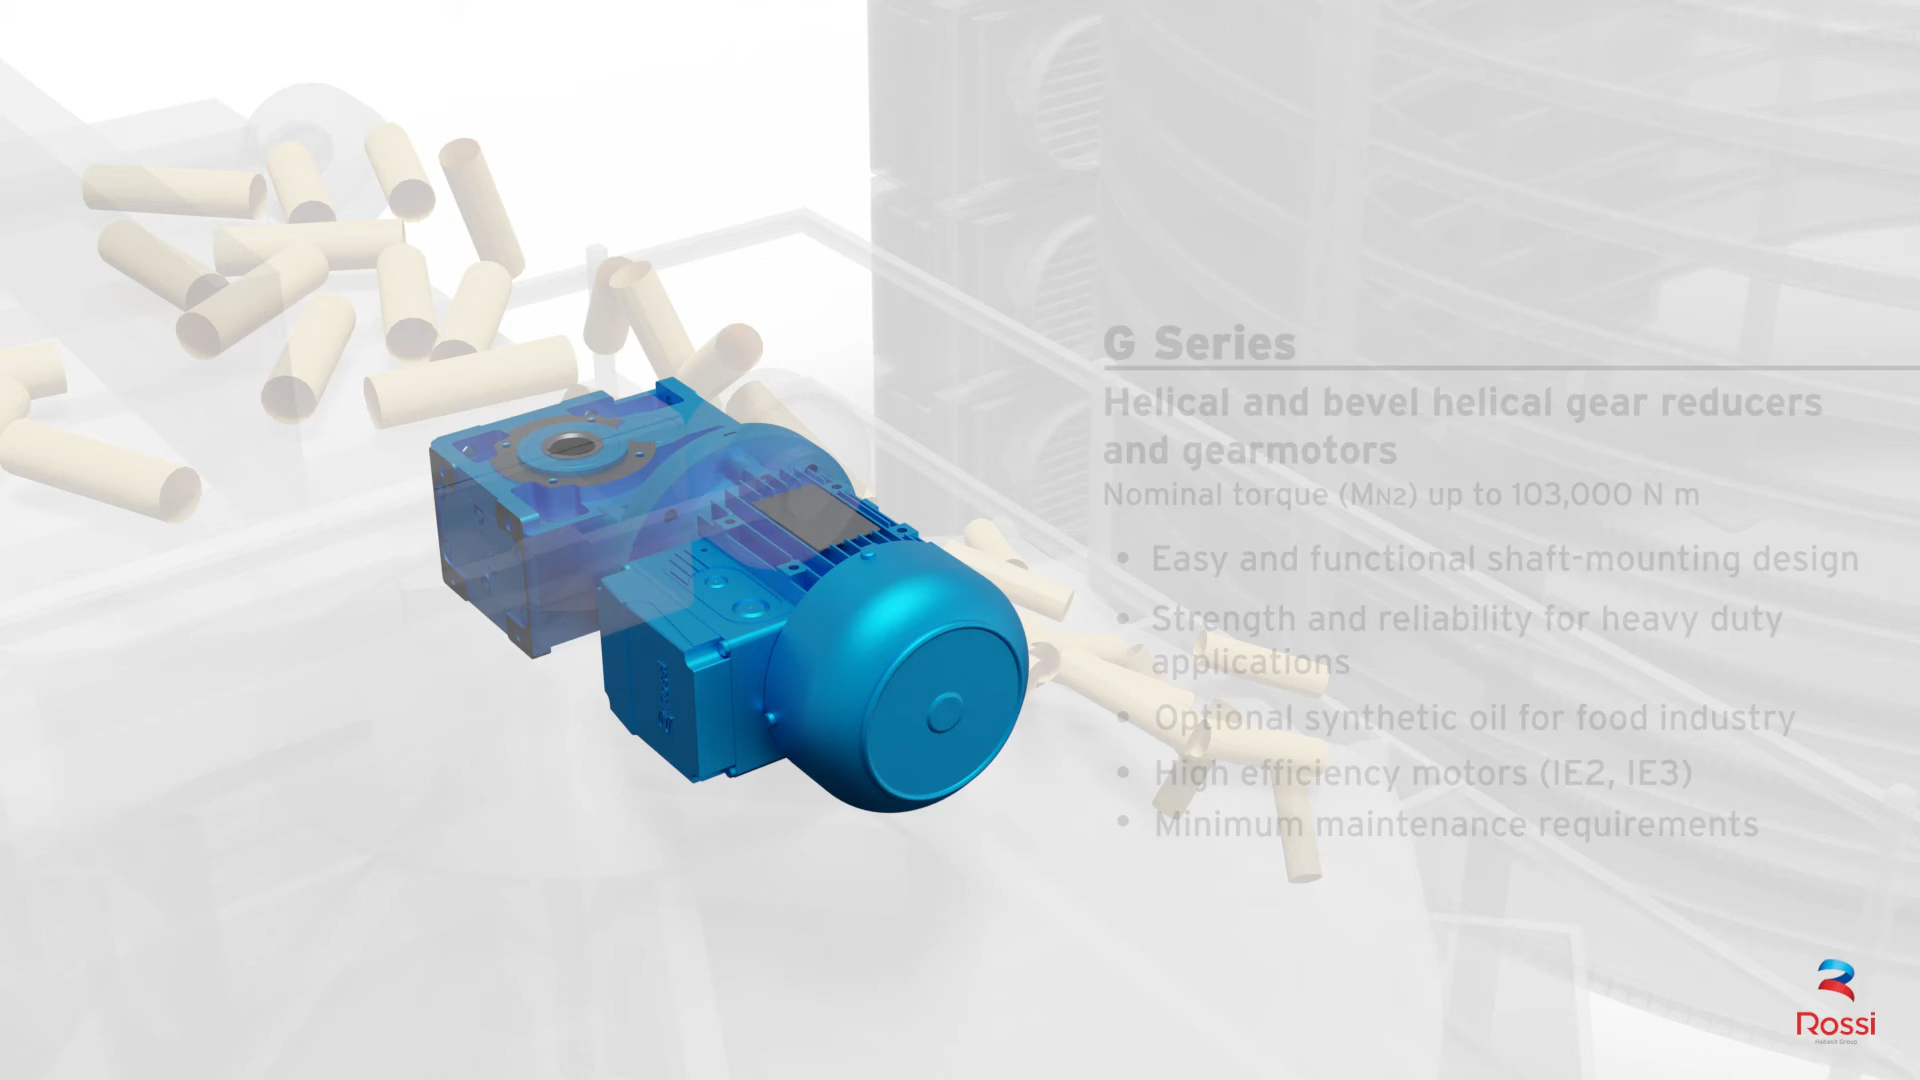 G Series
Helical and bevel helical gear reducers
and gearmotors
Nominal torque (MN2) up to 103,000 N m
• Easy and functional shaft-mounting design
• Strength and reliability for heavy duty
applications
• Optional synthetic oil for food industry
• High efficiency motors (IE2, IE3)
• Minimum maintenance requirements
Rossi
Habasit Group